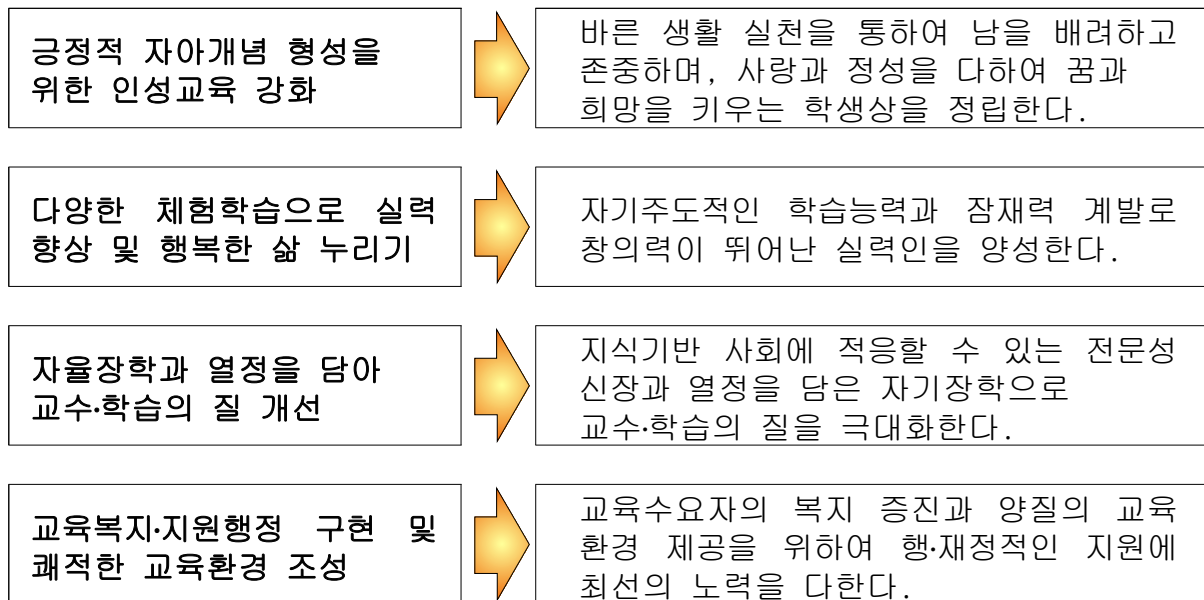 긍정적 자아개념 형성을
위한 인성교육 강화
바른 생활 실천을 통하여 남을 배려하고
존중하며, 사랑과 정성을 다하여 꿈과
희망을 키우는 학생상을 정립한다.
다양한 체험학습으로 실력
향상 및 행복한 삶 누리기
자기주도적인 학습능력과 잠재력 계발로
창의력이 뛰어난 실력인을 양성한다.
자율장학과 열정을 담아
교수·학습의 질 개선
지식기반 사회에 적응할 수 있는 전문성
신장과 열정을 담은 자기장학으로
교수·학습의 질을 극대화한다.
교육복지·지원행정 구현 및
쾌적한 교육환경 조성
교육수요자의 복지 증진과 양질의 교육
환경 제공을 위하여 행·재정적인 지원에
최선의 노력을 다한다.